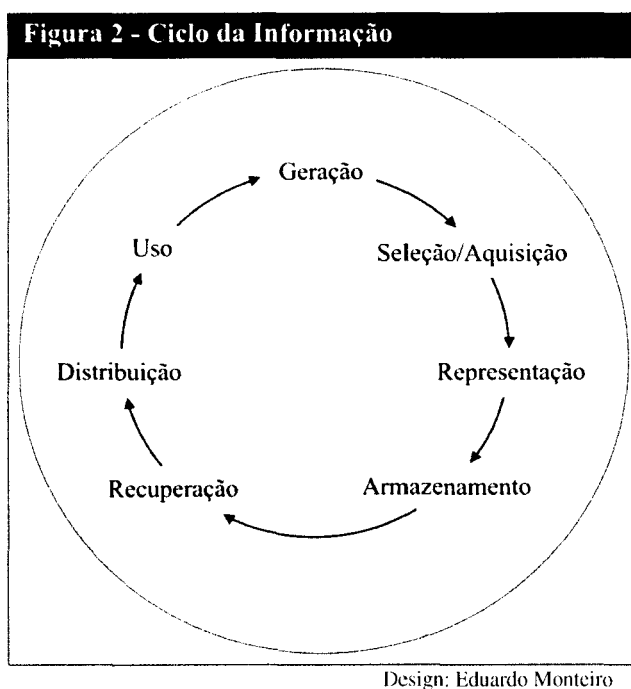 Figura 2 - Ciclo da Informação
Geração
Uso
Seleção/Aquisição
Distribuição
Representação
Recuperação
Armazenamento
Design: Eduardo Monteiro